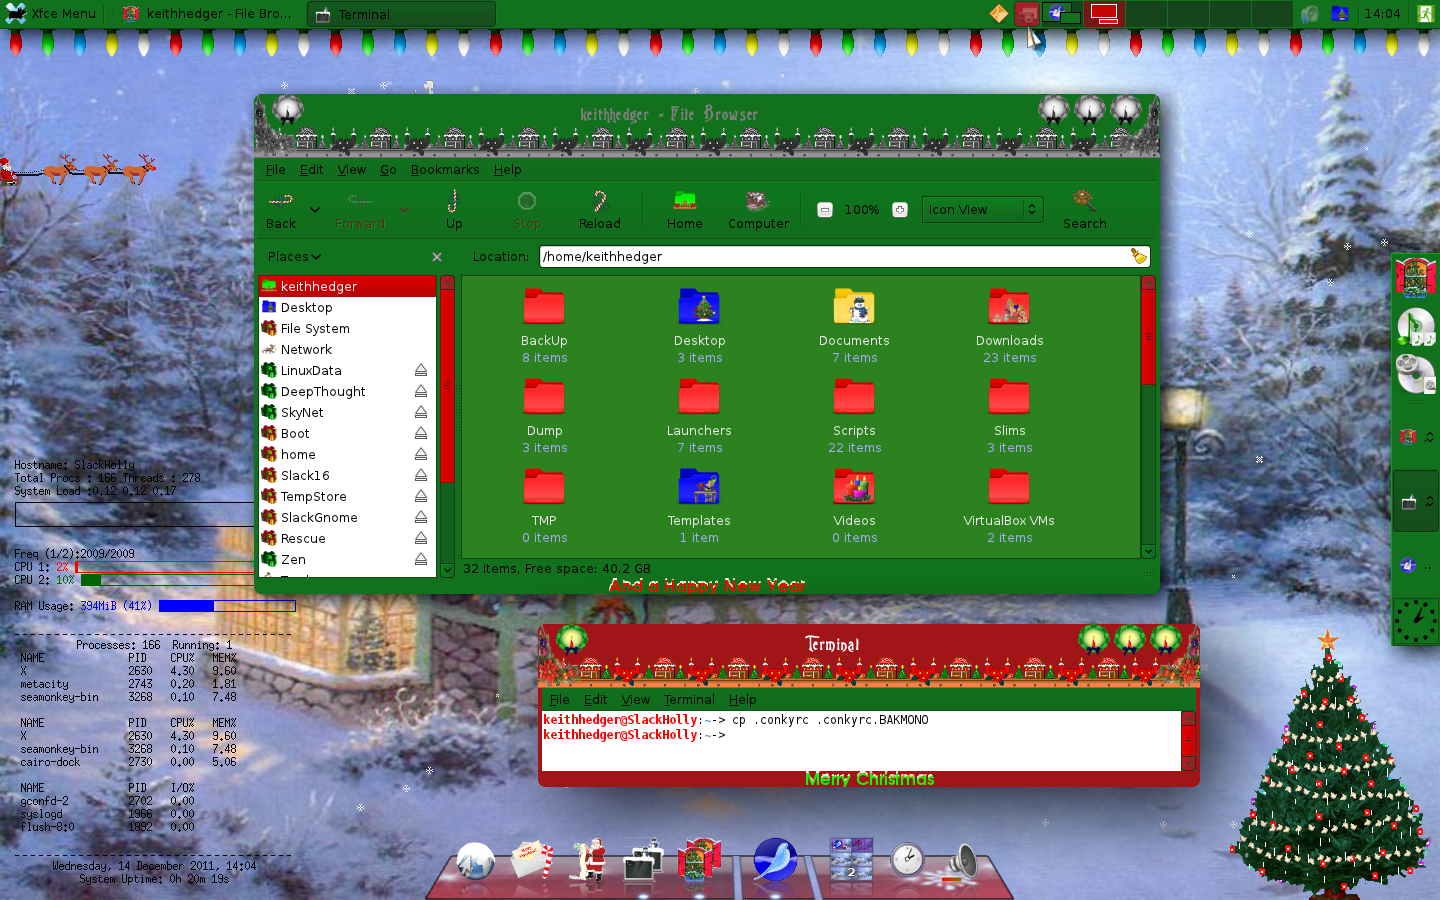 Xfce Menu
keithhedger - File Bro...
Terminal
14:04
keithhedger - File Browser
File Edit View Go Bookmarks Help
Back
Forward
Up
Stop
Reload
Home
Computer
100%
Icon View
Search
Places
Location:
/home/keithhedger
keithhedger
Desktop
File System
Network
LinuxData
DeepThought
SkyNet
Boot
home
Slack16
TempStore
SlackGnome
Rescue
Zen
BackUp
8 items
Desktop
3 items
Documents
7 items
Downloads
23 items
Dump
3 items
Launchers
7 items
Scripts
22 items
Slims
3 items
TMP
0 items
Templates
1 item
Videos
0 items
VirtualBox VMs
2 items
32 items, Free space: 40.2 GB
And a Happy New Year
Hostname: SlackHolly
Total Procs : 166 Threads : 278
System Load :0.12 0.12 0.17
Freq (1/2):2009/2009
CPU 1: 2%
CPU 2: 10%
RAM Usage: 394MiB (41%)
Processes: 166 Running: 1
NAME PID CPU% MEM%
X 2630 4.30 9.60
metacity 2743 0.20 1.81
seamonkey-bin 3268 0.10 7.48
NAME PID CPU% MEM%
X 2630 4.30 9.60
seamonkey-bin 3268 0.10 7.48
cairo-dock 2730 0.00 5.06
NAME PID I/O%
gconfd-2 2702 0.00
syslogd 1966 0.00
flush-8:0 1892 0.00
Wednesday, 14 December 2011, 14:04
System Uptime: 0h 20m 19s
Terminal
File Edit View Terminal Help
keithhedger@SlackHolly:~-> cp .conkyrc .conkyrc.BAKMONO
keithhedger@SlackHolly:~->
Merry Christmas
2